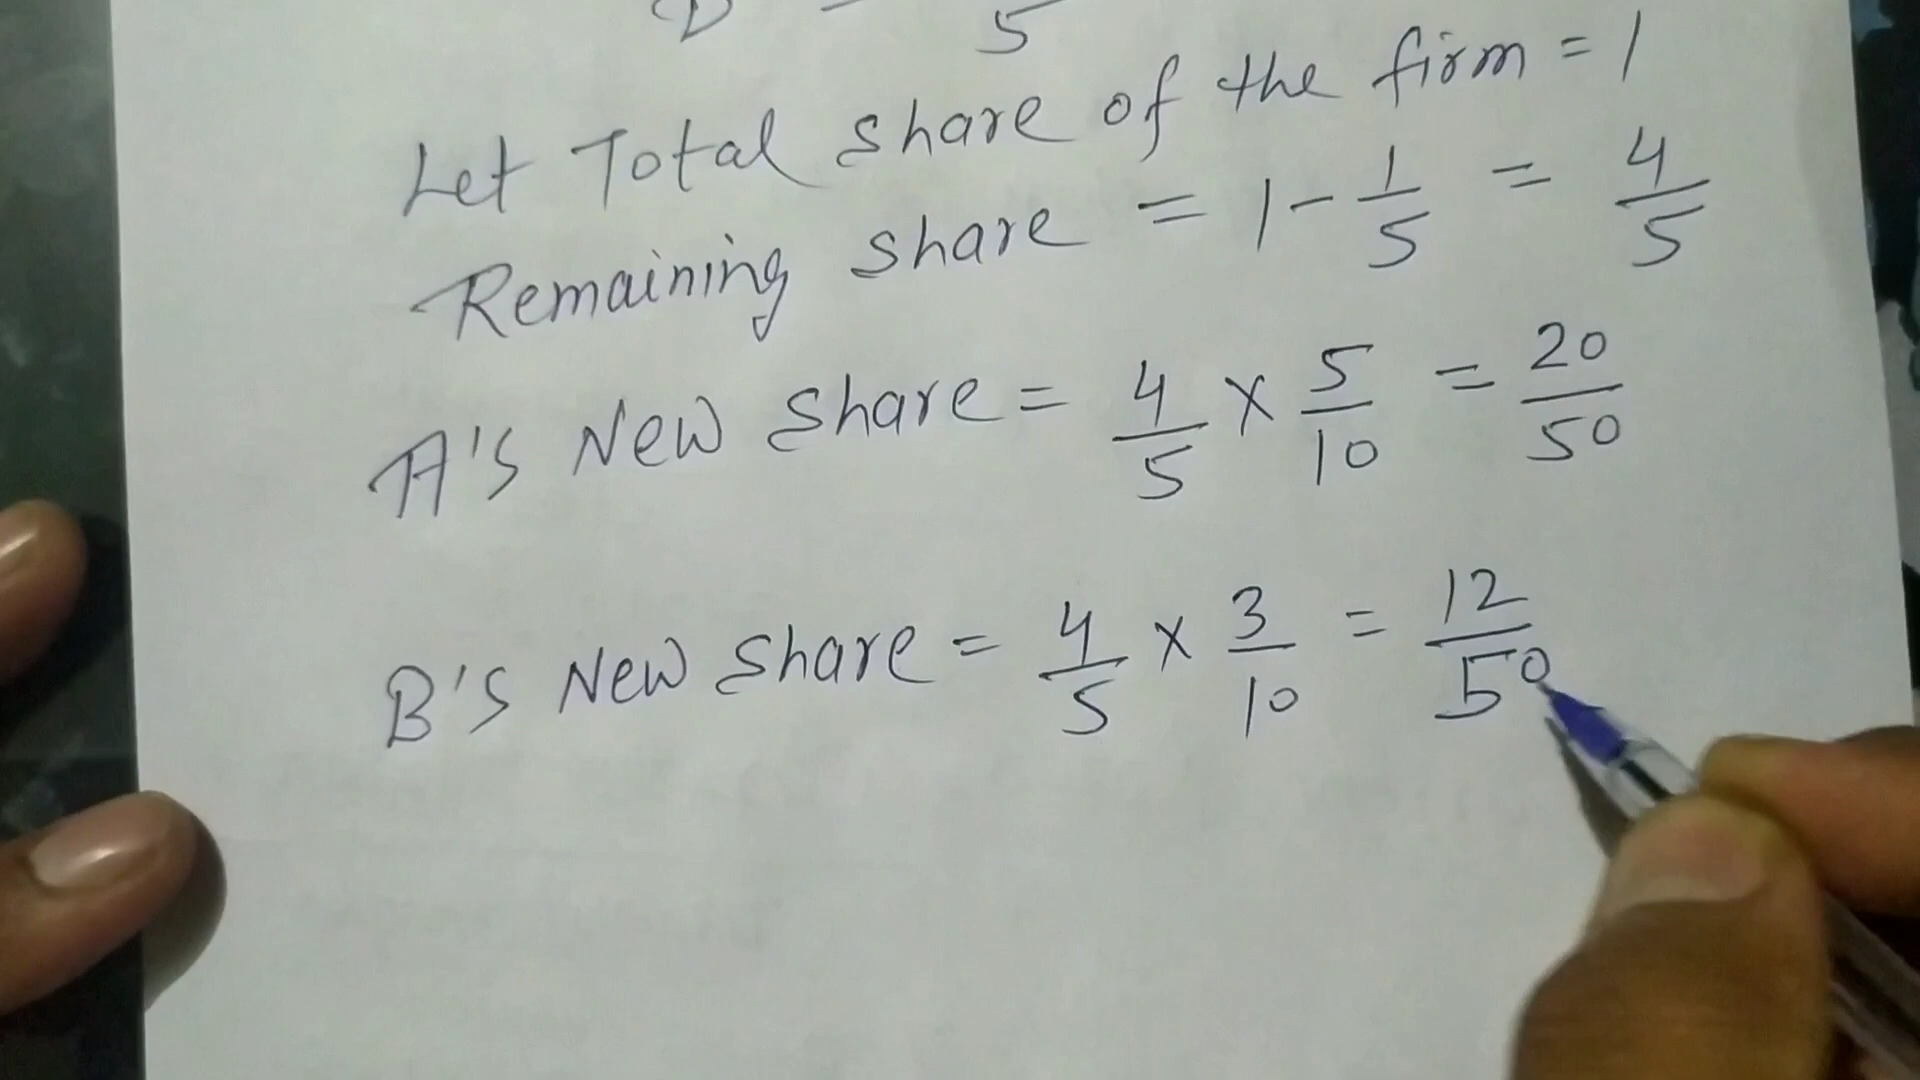 5
Let Total share of the firm = 1
Remaining share = 1 - 1/5 = 4/5
A's New share = 4/5 × 5/10 = 20/50
B's New share = 4/5 × 3/10 = 12/50